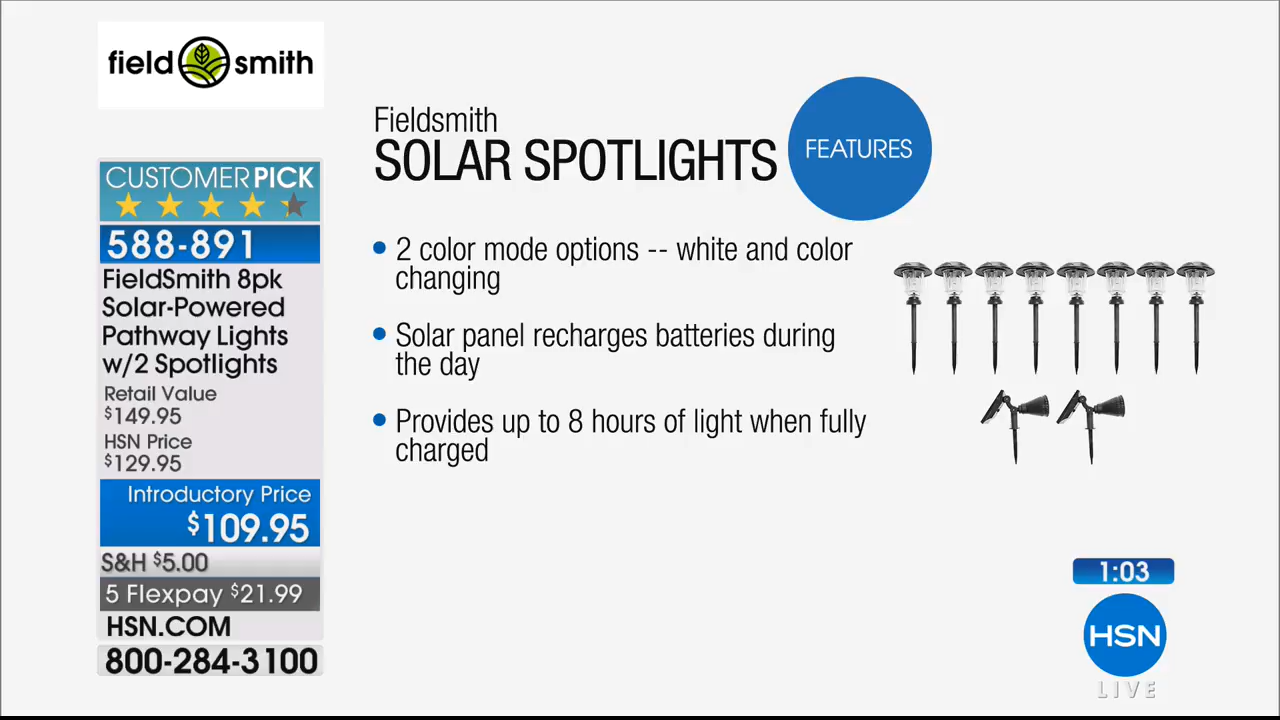 field smith
Fieldsmith
SOLAR SPOTLIGHTS
FEATURES
CUSTOMERPICK
588-891
FieldSmith 8pk
Solar-Powered
Pathway Lights
w/2 Spotlights
Retail Value
$149.95
HSN Price
$129.95
Introductory Price
$109.95
S&H $5.00
5 Flexpay $21.99
HSN.COM
800-284-3100
• 2 color mode options -- white and color
changing
• Solar panel recharges batteries during
the day
• Provides up to 8 hours of light when fully
charged
1:03
HSN
LIVE